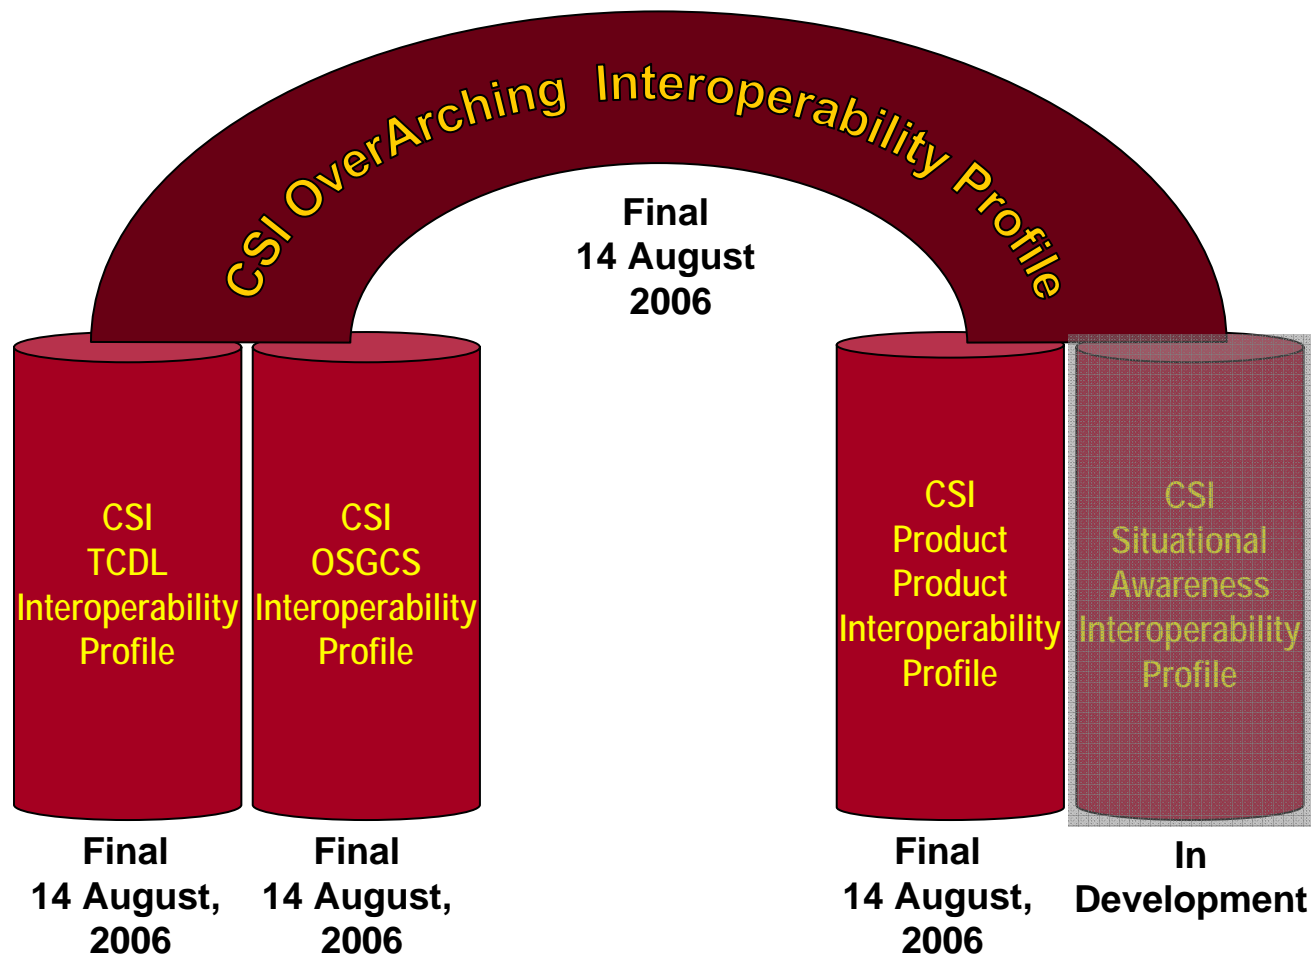 CSI OverArching Interoperability Profile
Final
14 August
2006
CSI
TCDL
Interoperability
Profile
CSI
OSGCS
Interoperability
Profile
CSI
Product
Product
Interoperability
Profile
CSI
Situational
Awareness
Interoperability
Profile
Final
14 August,
2006
Final
14 August,
2006
Final
14 August,
2006
In
Development